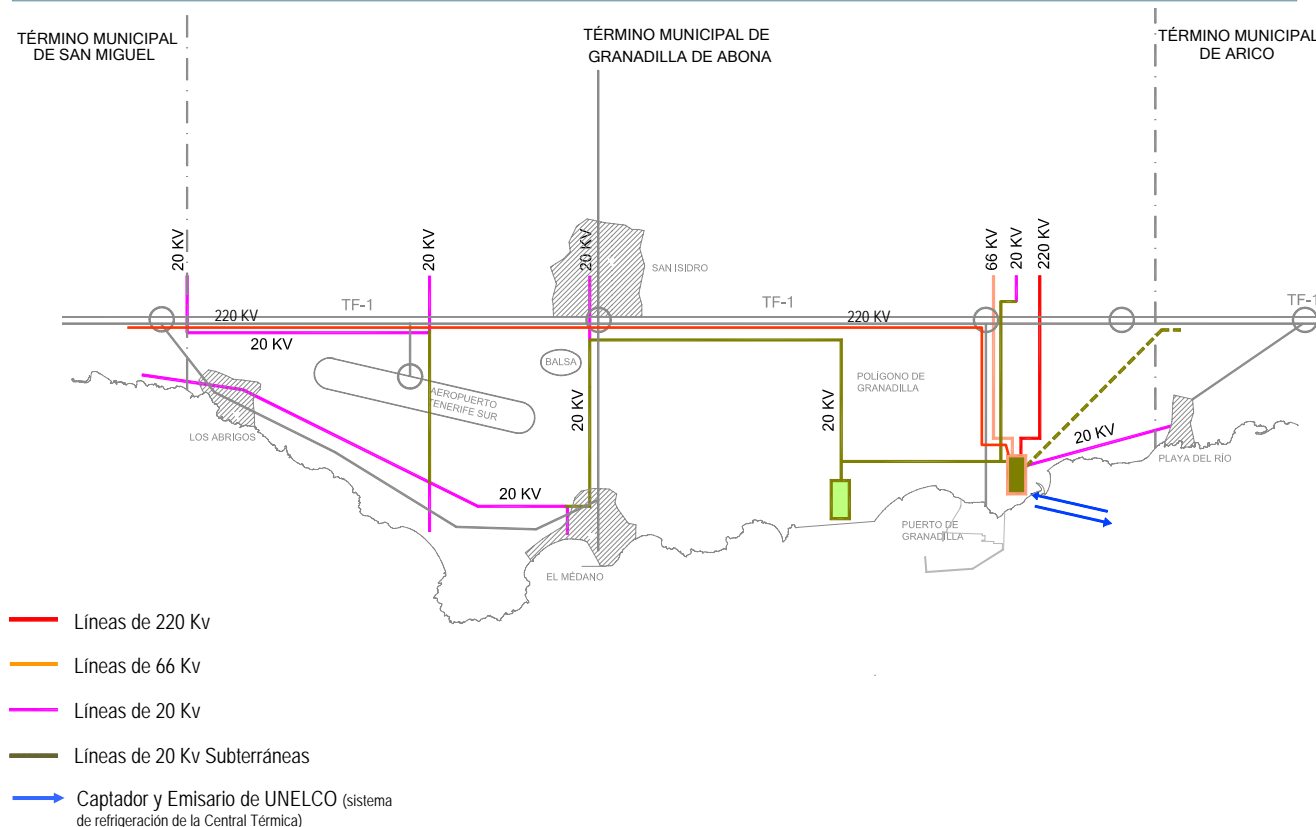 TÉRMINO MUNICIPAL
DE SAN MIGUEL
TÉRMINO MUNICIPAL DE
GRANADILLA DE ABONA
TÉRMINO MUNICIPAL
DE ARICO
20 KV
20 KV
20 KV
SAN ISIDRO
66 KV
20 KV
220 KV
TF-1
TF-1
TF-1
220 KV
220 KV
20 KV
BALSA
AEROPUERTO
TENERIFE SUR
POLÍGONO DE
GRANADILLA
LOS ABRIGOS
20 KV
20 KV
20 KV
PLAYA DEL RÍO
20 KV
PUERTO DE
GRANADILLA
EL MÉDANO
Líneas de 220 Kv
Líneas de 66 Kv
Líneas de 20 Kv
Líneas de 20 Kv Subterráneas
Captador y Emisario de UNELCO (sistema
de refrigeración de la Central Térmica)